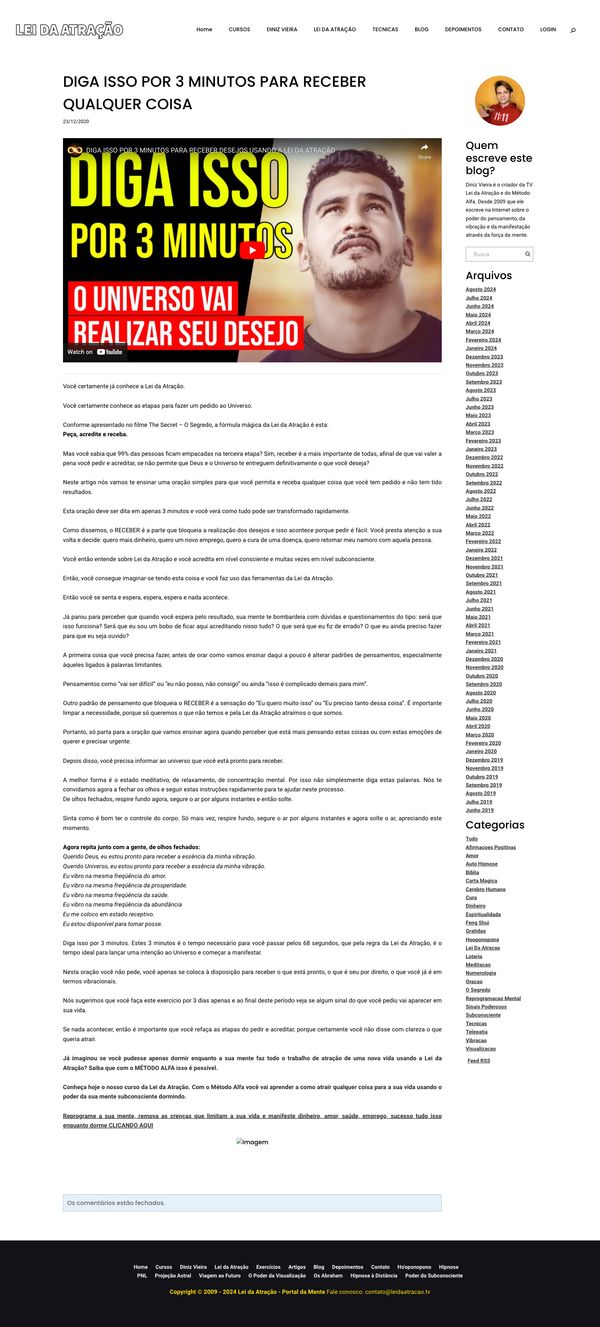 LEI DA ATRAÇÃO
Home CURSOS DINIZ VIEIRA LEI DA ATRAÇÃO TECNICAS BLOG DEPOIMENTOS CONTATO LOGIN
DIGA ISSO POR 3 MINUTOS PARA RECEBER
QUALQUER COISA
23/12/2020
DIGA ISSO POR 3 MINUTOS PARA RECEBER DESEJOS USANDO A LEI DA ATRAÇÃO
Share
DIGA ISSO
POR 3 MINUTOS
O UNIVERSO VAI
REALIZAR SEU DESEJO
Watch on YouTube
Você certamente já conhece a Lei da Atração.
Você certamente conhece as etapas para fazer um pedido ao Universo.
Conforme apresentado no filme The Secret – O Segredo, a fórmula mágica da Lei da Atração é esta:
Peça, acredite e receba.
Mas você sabia que 99% das pessoas ficam empacadas na terceira etapa? Sim, receber é a mais importante de todas, afinal de que vai valer a
pena você pedir e acreditar, se não permite que Deus e o Universo te entreguem definitivamente o que você deseja?
Neste artigo nós vamos te ensinar uma oração simples para que você permita e receba qualquer coisa que você tem pedido e não tem tido
resultados.
Esta oração deve ser dita em apenas 3 minutos e você verá como tudo pode ser transformado rapidamente.
Como dissemos, o RECEBER é a parte que bloqueia a realização dos desejos e isso acontece porque pedir é fácil. Você presta atenção a sua
volta e decide: quero mais dinheiro, quero um novo emprego, quero a cura de uma doença, quero retomar meu namoro com aquela pessoa.
Você então entende sobre Lei da Atração e você acredita em nível consciente e muitas vezes em nível subconsciente.
Então, você consegue imaginar-se tendo esta coisa e você faz uso das ferramentas da Lei da Atração.
Então você se senta e espera, espera, espera e nada acontece.
Já parou para perceber que quando você espera pelo resultado, sua mente te bombardeia com dúvidas e questionamentos do tipo: será que
isso funciona? Será que eu sou um bobo de ficar aqui acreditando nisso tudo? O que será que eu fiz de errado? O que eu ainda preciso fazer
para que eu seja ouvido?
A primeira coisa que você precisa fazer, antes de orar como vamos ensinar daqui a pouco é alterar padrões de pensamentos, especialmente
àqueles ligados à palavras limitantes.
Pensamentos como “vai ser difícil” ou “eu não posso, não consigo” ou ainda “isso é complicado demais para mim”.
Outro padrão de pensamento que bloqueia o RECEBER é a sensação do “Eu quero muito isso” ou “Eu preciso tanto dessa coisa”. É importante
limpar a necessidade, porque só queremos o que não temos e pela Lei da Atração atraímos o que somos.
Portanto, só parta para a oração que vamos ensinar agora quando perceber que está mais pensando estas coisas ou com estas emoções de
querer e precisar urgente.
Depois disso, você precisa informar ao universo que você está pronto para receber.
A melhor forma é o estado meditativo, de relaxamento, de concentração mental. Por isso não simplesmente diga estas palavras. Nós te
convidamos agora a fechar os olhos e seguir estas instruções rapidamente para te ajudar neste processo.
De olhos fechados, respire fundo agora, segure o ar por alguns instantes e então solte.
Sinta como é bom ter o controle do corpo. Só mais vez, respire fundo, segure o ar por alguns instantes e agora solte o ar, apreciando este
momento.
Agora repita junto com a gente, de olhos fechados:
Querido Deus, eu estou pronto para receber a essência da minha vibração.
Querido Universo, eu estou pronto para receber a essência da minha vibração.
Eu vibro na mesma freqüência do amor.
Eu vibro na mesma freqüência da prosperidade.
Eu vibro na mesma freqüência da saúde.
Eu vibro na mesma freqüência da abundância
Eu me coloco em estado receptivo.
Eu estou disponível para tomar posse.
Diga isso por 3 minutos. Estes 3 minutos é o tempo necessário para você passar pelos 68 segundos, que pela regra da Lei da Atração, é o
tempo ideal para lançar uma intenção ao Universo e começar a manifestar.
Nesta oração você não pede, você apenas se coloca à disposição para receber o que está pronto, o que é seu por direito, o que você já é em
termos vibracionais.
Nós sugerimos que você faça este exercício por 3 dias apenas e ao final deste período veja se algum sinal do que você pediu vai aparecer em
sua vida.
Se nada acontecer, então é importante que você refaça as etapas do pedir e acreditar, porque certamente você não disse com clareza o que
queria atrair.
Já imaginou se você pudesse apenas dormir enquanto a sua mente faz todo o trabalho de atração de uma nova vida usando a Lei da
Atração? Saiba que com o MÉTODO ALFA isso é possível.
Conheça hoje o nosso curso da Lei da Atração. Com o Método Alfa você vai aprender a como atrair qualquer coisa para a sua vida usando o
poder da sua mente subconsciente dormindo.
Reprograme a sua mente, remova as crenças que limitam a sua vida e manifeste dinheiro, amor, saúde, emprego, sucesso tudo isso
enquanto dorme CLICANDO AQUI
Imagem
Os comentários estão fechados.
11:11
Quem
escreve este
blog?
Diniz Vieira é o criador da TV
Lei da Atração e do Método
Alfa. Desde 2009 que ele
escreve na Internet sobre o
poder do pensamento, da
vibração e da manifestação
através da força da mente.
Busca
Arquivos
Agosto 2024
Julho 2024
Junho 2024
Maio 2024
Abril 2024
Março 2024
Fevereiro 2024
Janeiro 2024
Dezembro 2023
Novembro 2023
Outubro 2023
Setembro 2023
Agosto 2023
Julho 2023
Junho 2023
Maio 2023
Abril 2023
Março 2023
Fevereiro 2023
Janeiro 2023
Dezembro 2022
Novembro 2022
Outubro 2022
Setembro 2022
Agosto 2022
Julho 2022
Junho 2022
Maio 2022
Abril 2022
Março 2022
Fevereiro 2022
Janeiro 2022
Dezembro 2021
Novembro 2021
Outubro 2021
Setembro 2021
Agosto 2021
Julho 2021
Junho 2021
Maio 2021
Abril 2021
Março 2021
Fevereiro 2021
Janeiro 2021
Dezembro 2020
Novembro 2020
Outubro 2020
Setembro 2020
Agosto 2020
Julho 2020
Junho 2020
Maio 2020
Abril 2020
Março 2020
Fevereiro 2020
Janeiro 2020
Dezembro 2019
Novembro 2019
Outubro 2019
Setembro 2019
Agosto 2019
Julho 2019
Junho 2019
Categorias
Tudo
Afirmacoes Positivas
Amor
Auto Hipnose
Biblia
Carta Magica
Cerebro Humano
Cura
Dinheiro
Espiritualidade
Feng Shui
Gratidao
Hooponopono
Lei Da Atracao
Loteria
Meditacao
Numerologia
Oracao
O Segredo
Reprogramacao Mental
Sinais Poderosos
Subconsciente
Tecnicas
Telepatia
Vibracao
Visualizacao
Feed RSS
Home Cursos Diniz Vieira Lei da Atração Exercícios Artigos Blog Depoimentos Contato Ho'oponopono Hipnose
PNL Projeção Astral Viagem ao Futuro O Poder da Visualização Os Abraham Hipnose à Distância Poder do Subconsciente
Copyright © 2009 - 2024 Lei da Atração - Portal da Mente Fale conosco: contato@leidaatracao.tv